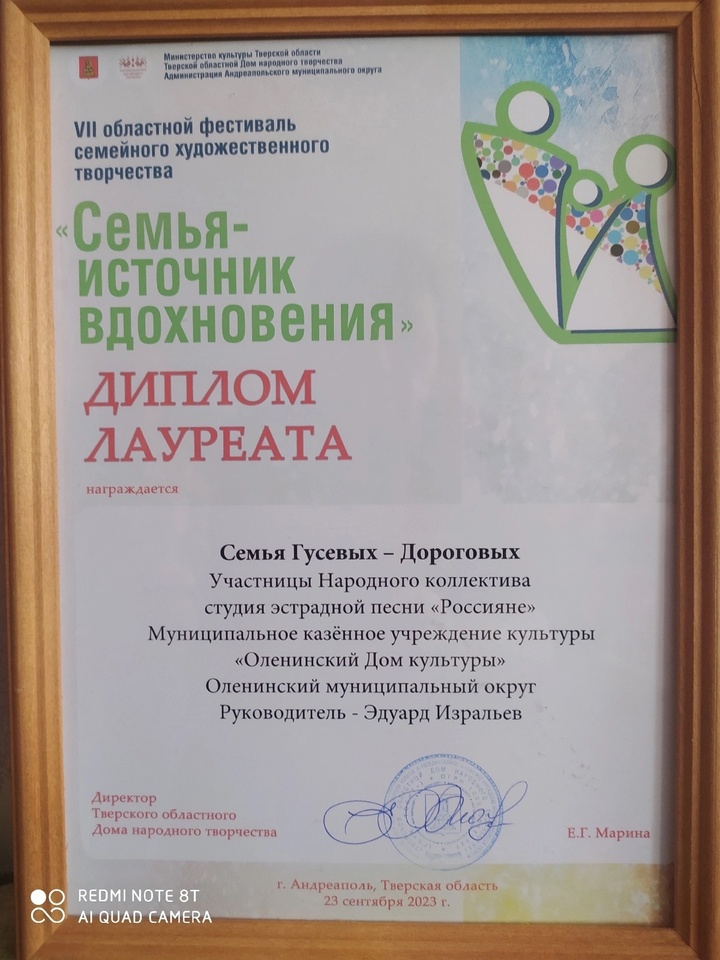 Министерство культуры Тверской области
Тверской областной Дом народного творчества
Администрация Андреапольского муниципального округа
VII областной фестиваль
семейного художественного
творчества
«Семья-
источник
вдохновения»
ДИПЛОМ
ЛАУРЕАТА
награждается
Семья Гусевых – Дороговых
Участницы Народного коллектива
студия эстрадной песни «Россияне»
Муниципальное казённое учреждение культуры
«Оленинский Дом культуры»
Оленинский муниципальный округ
Руководитель - Эдуард Изральев
Директор
Тверского областного
Дома народного творчества
Е.Г. Марина
г. Андреаполь, Тверская область
23 сентября 2023 г.
REDMI NOTE 8T
AI QUAD CAMERA